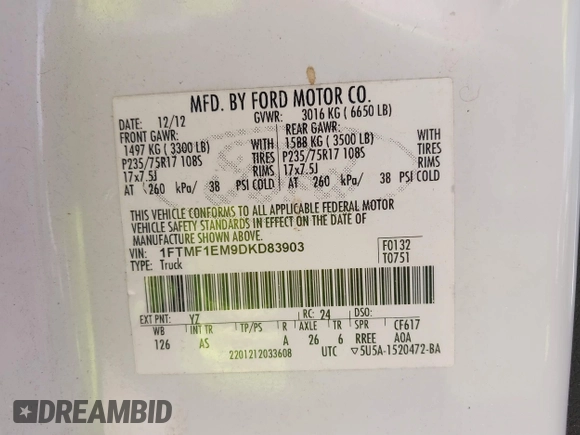 MFD. BY FORD MOTOR CO.
DATE: 12/12 GVWR: 3016 KG ( 6650 LB)
FRONT GAWR: REAR GAWR:
1497 KG ( 3300 LB) WITH 1588 KG ( 3500 LB) WITH
P235/75R17 108S TIRES P235/75R17 108S TIRES
17x7.5J RIMS 17x7.5J RIMS
AT 260 kPa/ 38 PSI COLD AT 260 kPa/ 38 PSI COLD
THIS VEHICLE CONFORMS TO ALL APPLICABLE FEDERAL MOTOR
VEHICLE SAFETY STANDARDS IN EFFECT ON THE DATE OF
MANUFACTURE SHOWN ABOVE.
VIN: 1FTMF1EM9DKD83903 F0132
TYPE: Truck T0751
EXT PNT: YZ RC: 24 DSO:
WB INT TR TP/PS R AXLE TR SPR CF617
126 AS A 26 6 RREE AOA
2201212033608 UTC 5U5A-1520472-BA
DREAMBID